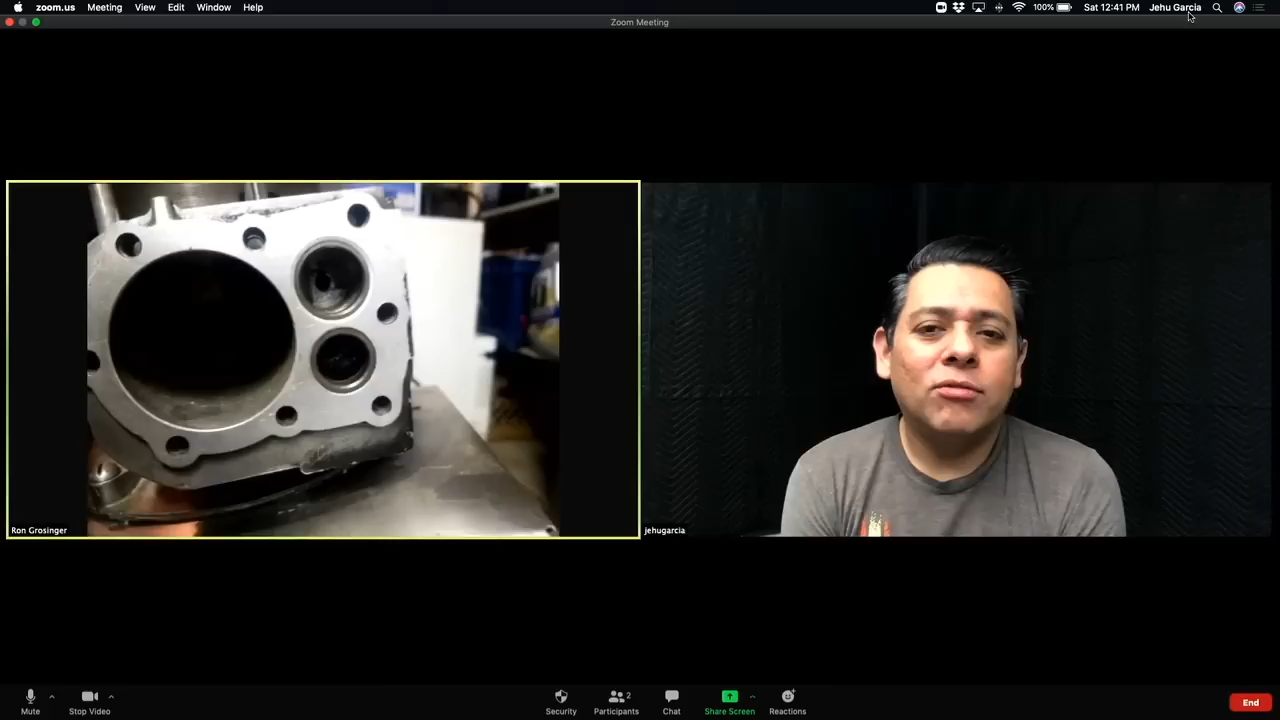 zoom.us Meeting View Edit Window Help 100% Sat 12:41 PM Jehu Garcia
Zoom Meeting
Ron Grosinger
jehugarcia
Mute Stop Video Security Participants 2 Chat Share Screen Reactions End